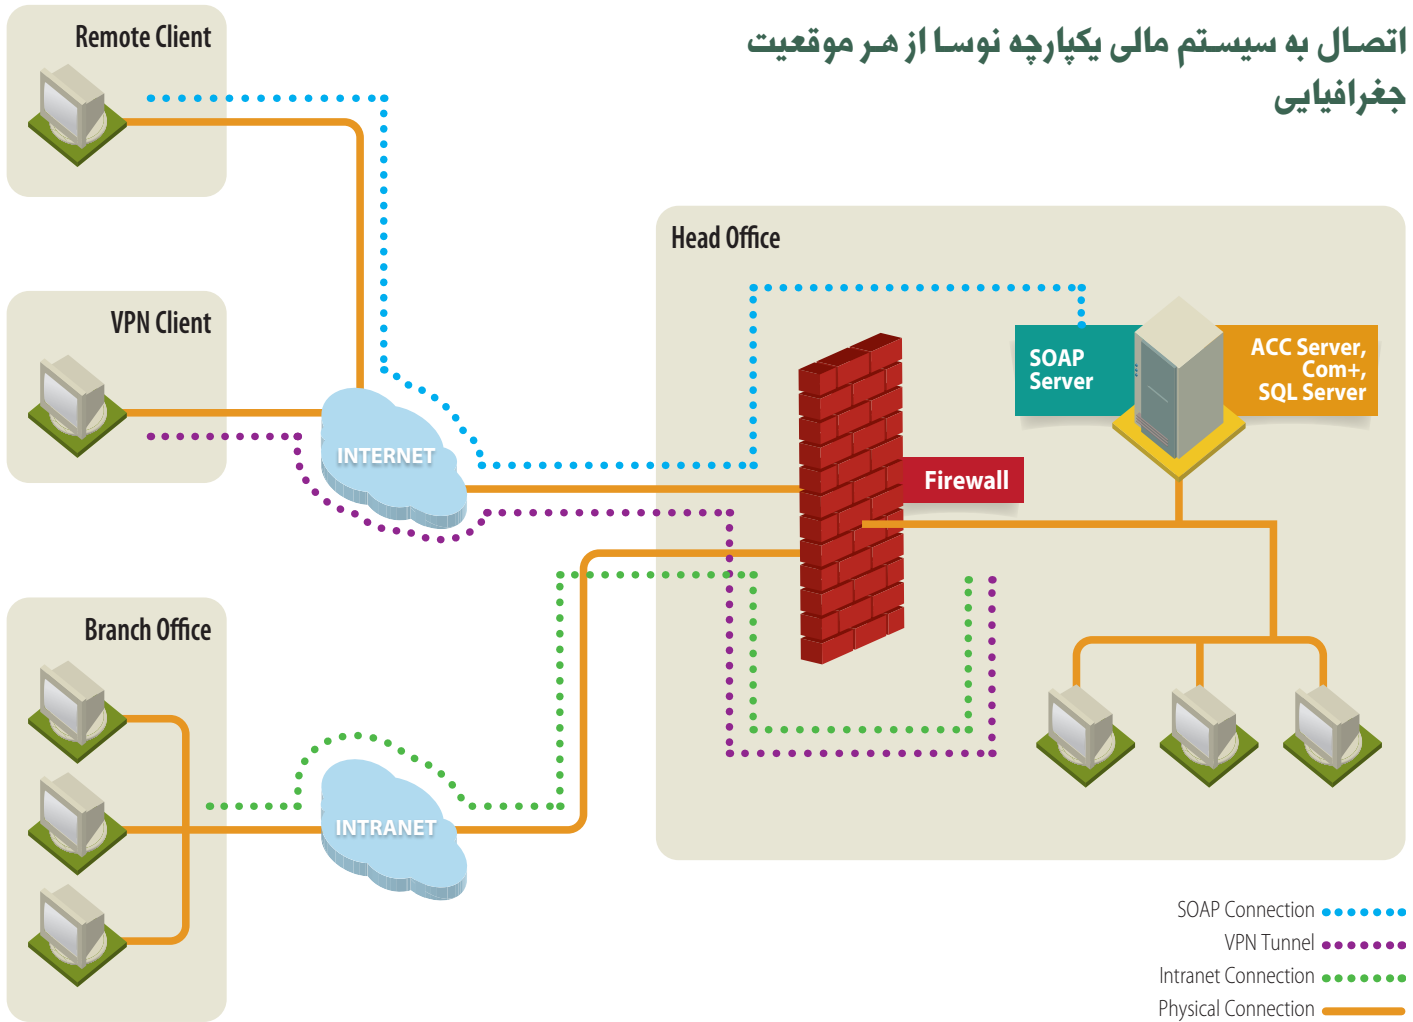 اتصال به سیستم مالی یکپارچه نوسا از هر موقعیت
جغرافیایی
Remote Client
VPN Client
Branch Office
INTERNET
INTRANET
Head Office
SOAP
Server
ACC Server,
Com+,
SQL Server
Firewall
SOAP Connection
VPN Tunnel
Intranet Connection
Physical Connection